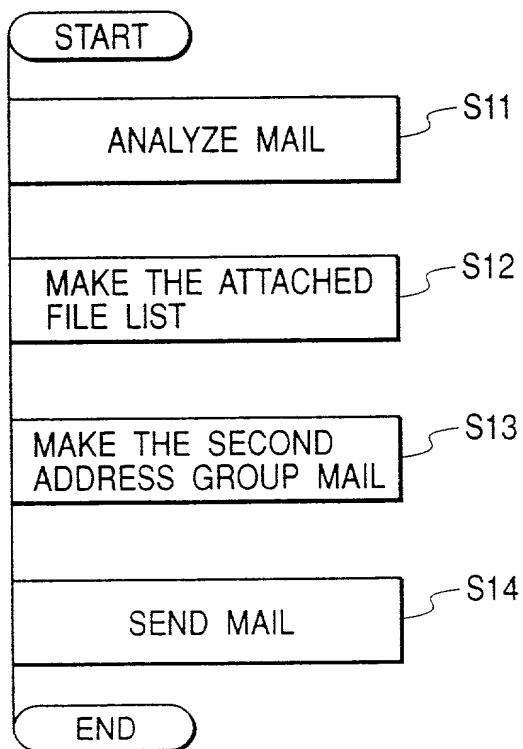 START
ANALYZE MAIL
S11
MAKE THE ATTACHED
FILE LIST
S12
MAKE THE SECOND
ADDRESS GROUP MAIL
S13
SEND MAIL
S14
END